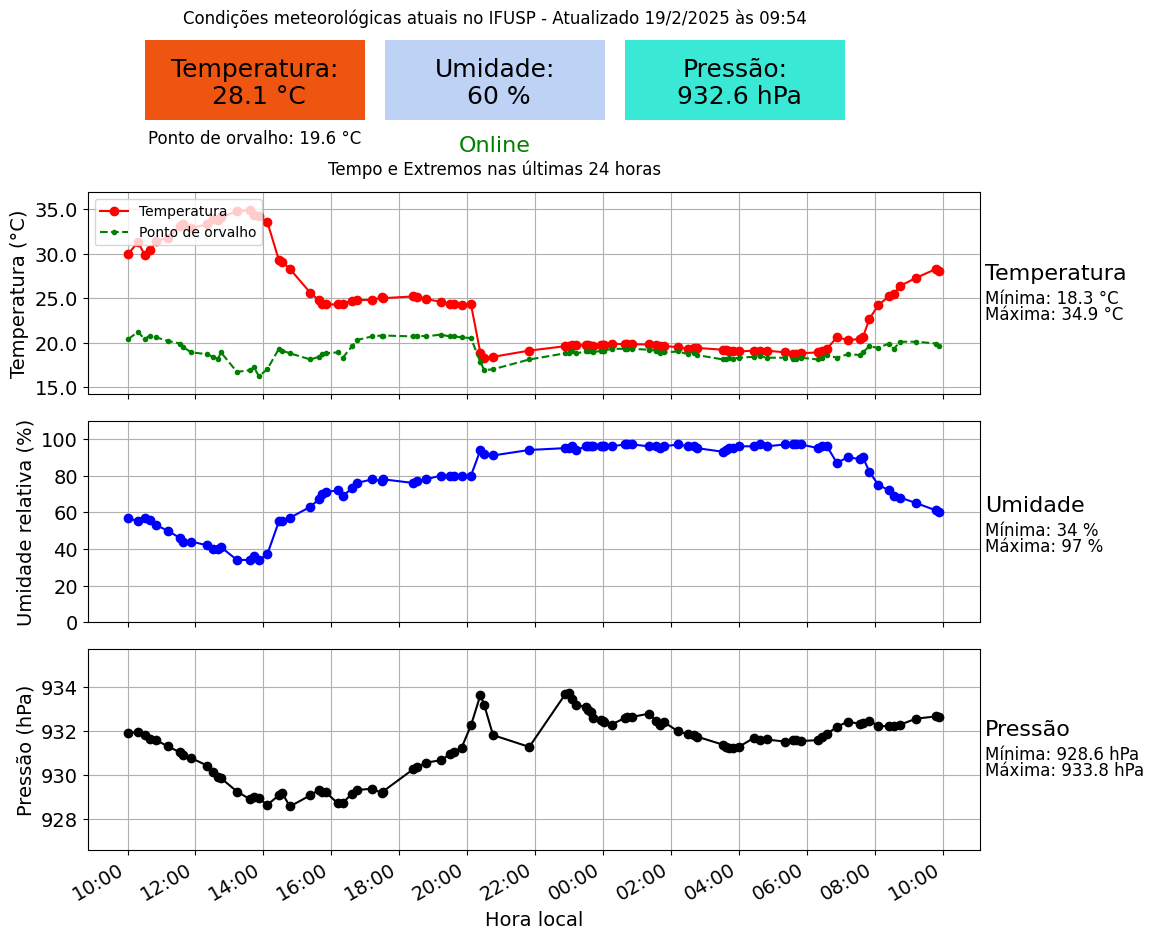 Condições meteorológicas atuais no IFUSP - Atualizado 19/2/2025 às 09:54
Temperatura:
28.1 °C
Umidade:
60 %
Pressão:
932.6 hPa
Ponto de orvalho: 19.6 °C
Online
Tempo e Extremos nas últimas 24 horas
Temperatura (°C)
35.0
30.0
25.0
20.0
15.0
Temperatura
Ponto de orvalho
Temperatura
Mínima: 18.3 °C
Máxima: 34.9 °C
Umidade relativa (%)
100
80
60
40
20
0
Umidade
Mínima: 34 %
Máxima: 97 %
Pressão (hPa)
934
932
930
928
Pressão
Mínima: 928.6 hPa
Máxima: 933.8 hPa
10:00 12:00 14:00 16:00 18:00 20:00 22:00 00:00 02:00 04:00 06:00 08:00 10:00
Hora local